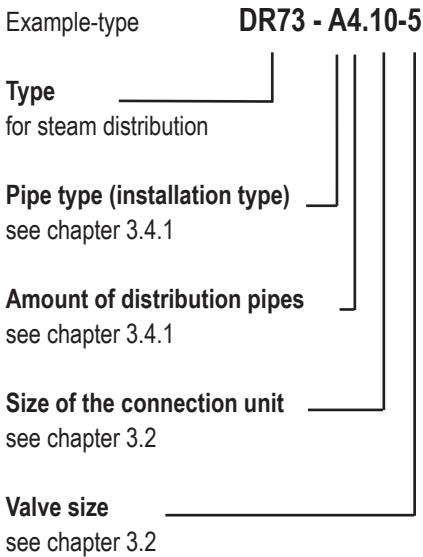 Example-type DR73 - A4.10-5
Type
for steam distribution
Pipe type (installation type)
see chapter 3.4.1
Amount of distribution pipes
see chapter 3.4.1
Size of the connection unit
see chapter 3.2
Valve size
see chapter 3.2